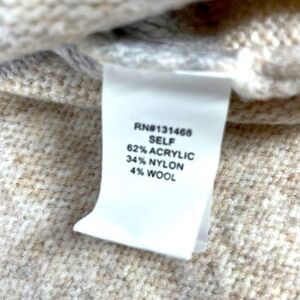 RN#131468
SELF
62% ACRYLIC
34% NYLON
4% WOOL